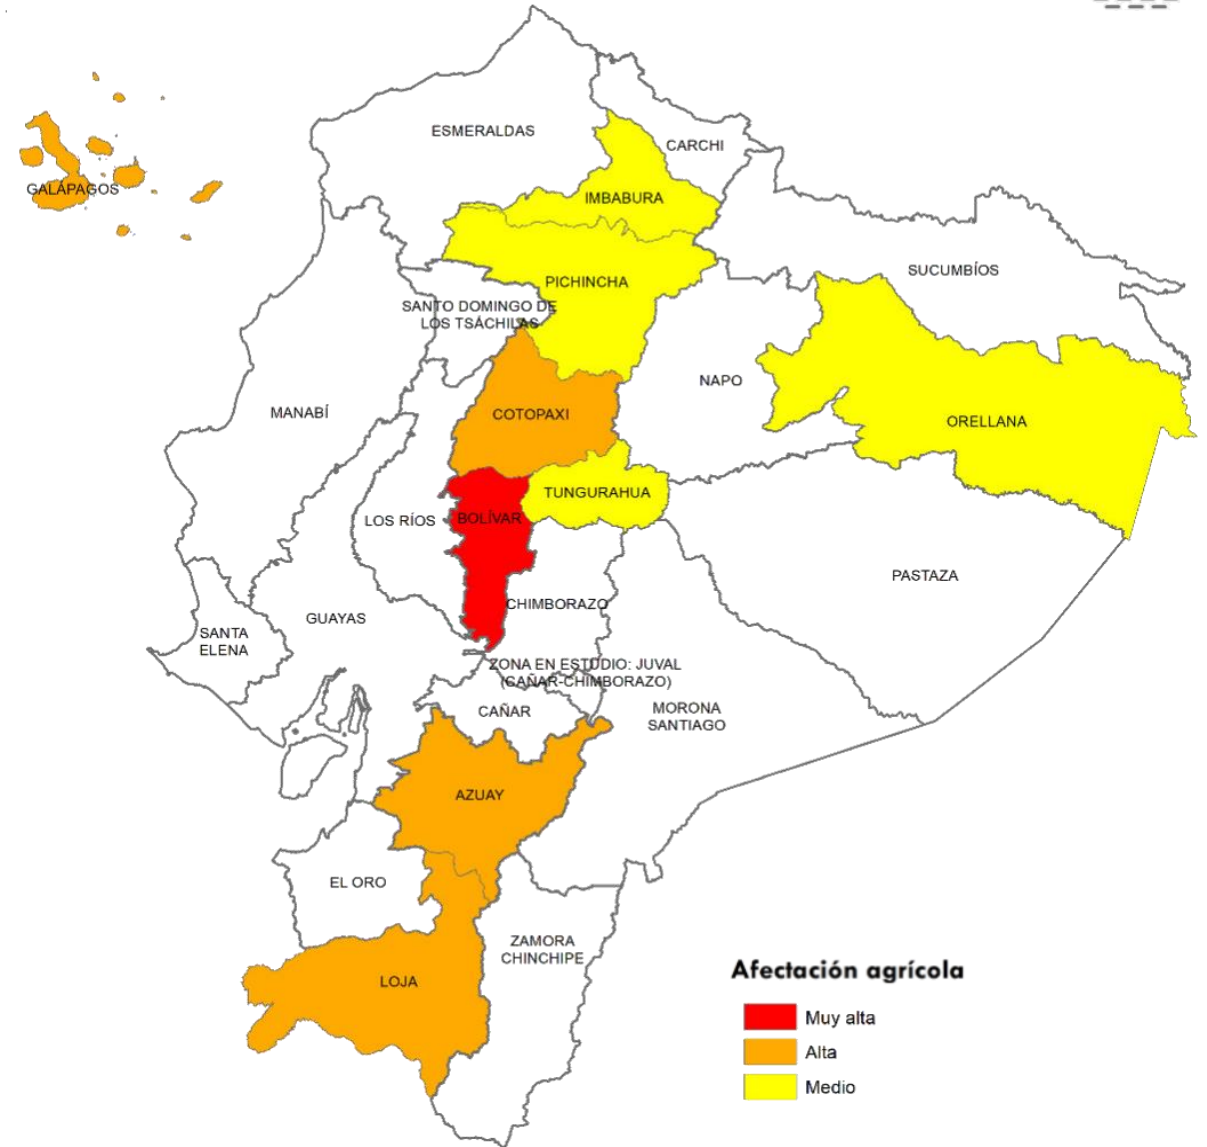 ESMERALDAS
CARCHI
GALÁPAGOS
IMBABURA
SUCUMBÍOS
PICHINCHA
SANTO DOMINGO DE
LOS TSÁCHILAS
NAPO
MANABÍ
COTOPAXI
ORELLANA
TUNGURAHUA
LOS RÍOS
BOLÍVAR
PASTAZA
CHIMBORAZO
GUAYAS
SANTA
ELENA
ZONA EN ESTUDIO: JUVAL
(CAÑAR-CHIMBORAZO)
CAÑAR
MORONA
SANTIAGO
AZUAY
EL ORO
ZAMORA
CHINCHIPE
LOJA
Afectación agrícola
Muy alta
Alta
Medio